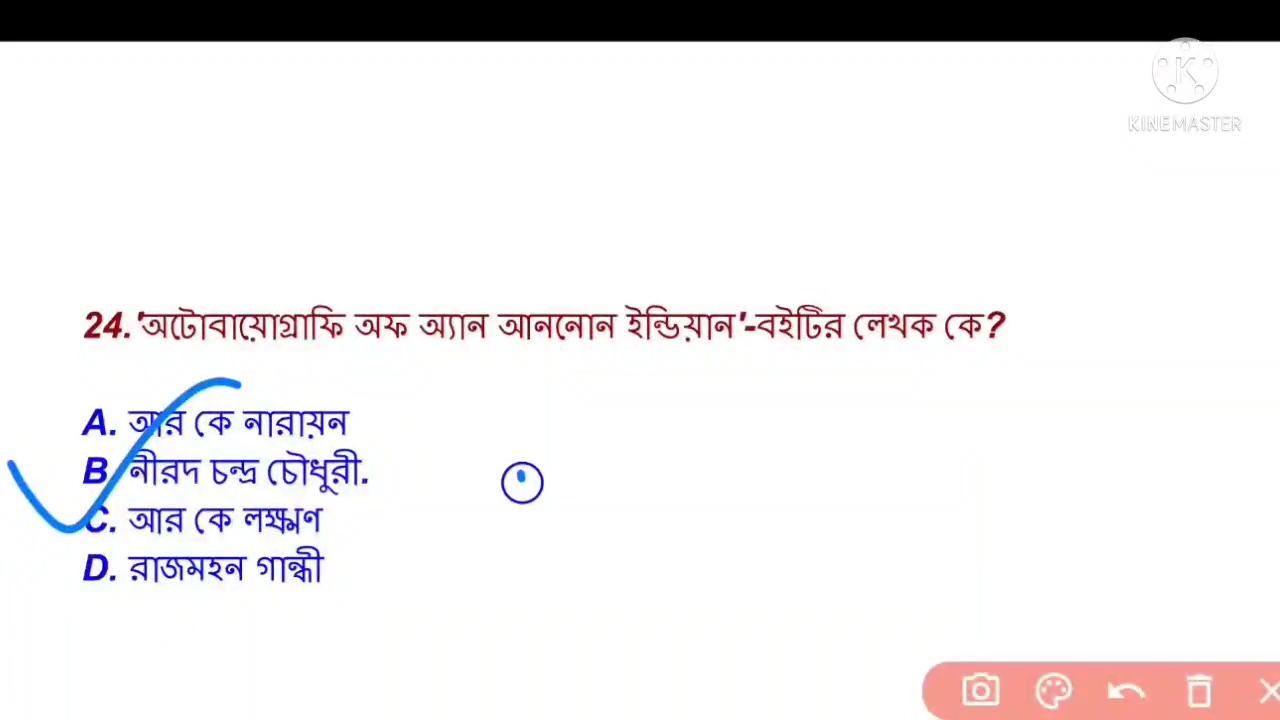 KINEMASTER
24.'অটোবায়োগ্রাফি অফ অ্যান আননোন ইন্ডিয়ান'-বইটির লেখক কে?
A. আর কে নারায়ন
B. নীরদ চন্দ্র চৌধুরী.
C. আর কে লক্ষ্মণ
D. রাজমহন গান্ধী